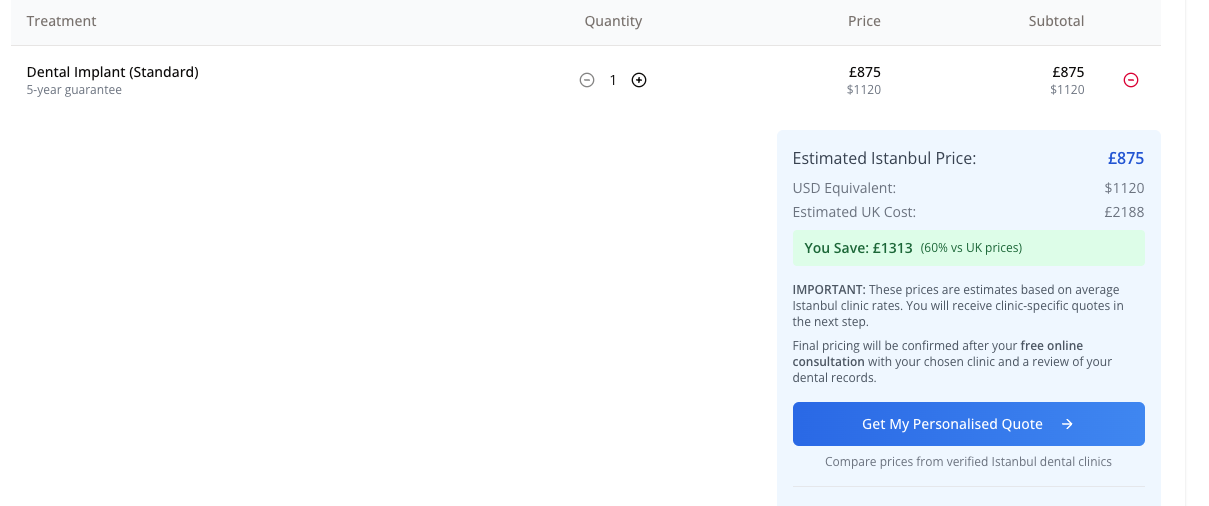 Treatment Quantity Price Subtotal
Dental Implant (Standard) 1 £875 £875
5-year guarantee $1120 $1120
Estimated Istanbul Price: £875
USD Equivalent: $1120
Estimated UK Cost: £2188
You Save: £1313 (60% vs UK prices)
IMPORTANT: These prices are estimates based on average
Istanbul clinic rates. You will receive clinic-specific quotes in
the next step.
Final pricing will be confirmed after your free online
consultation with your chosen clinic and a review of your
dental records.
Get My Personalised Quote →
Compare prices from verified Istanbul dental clinics